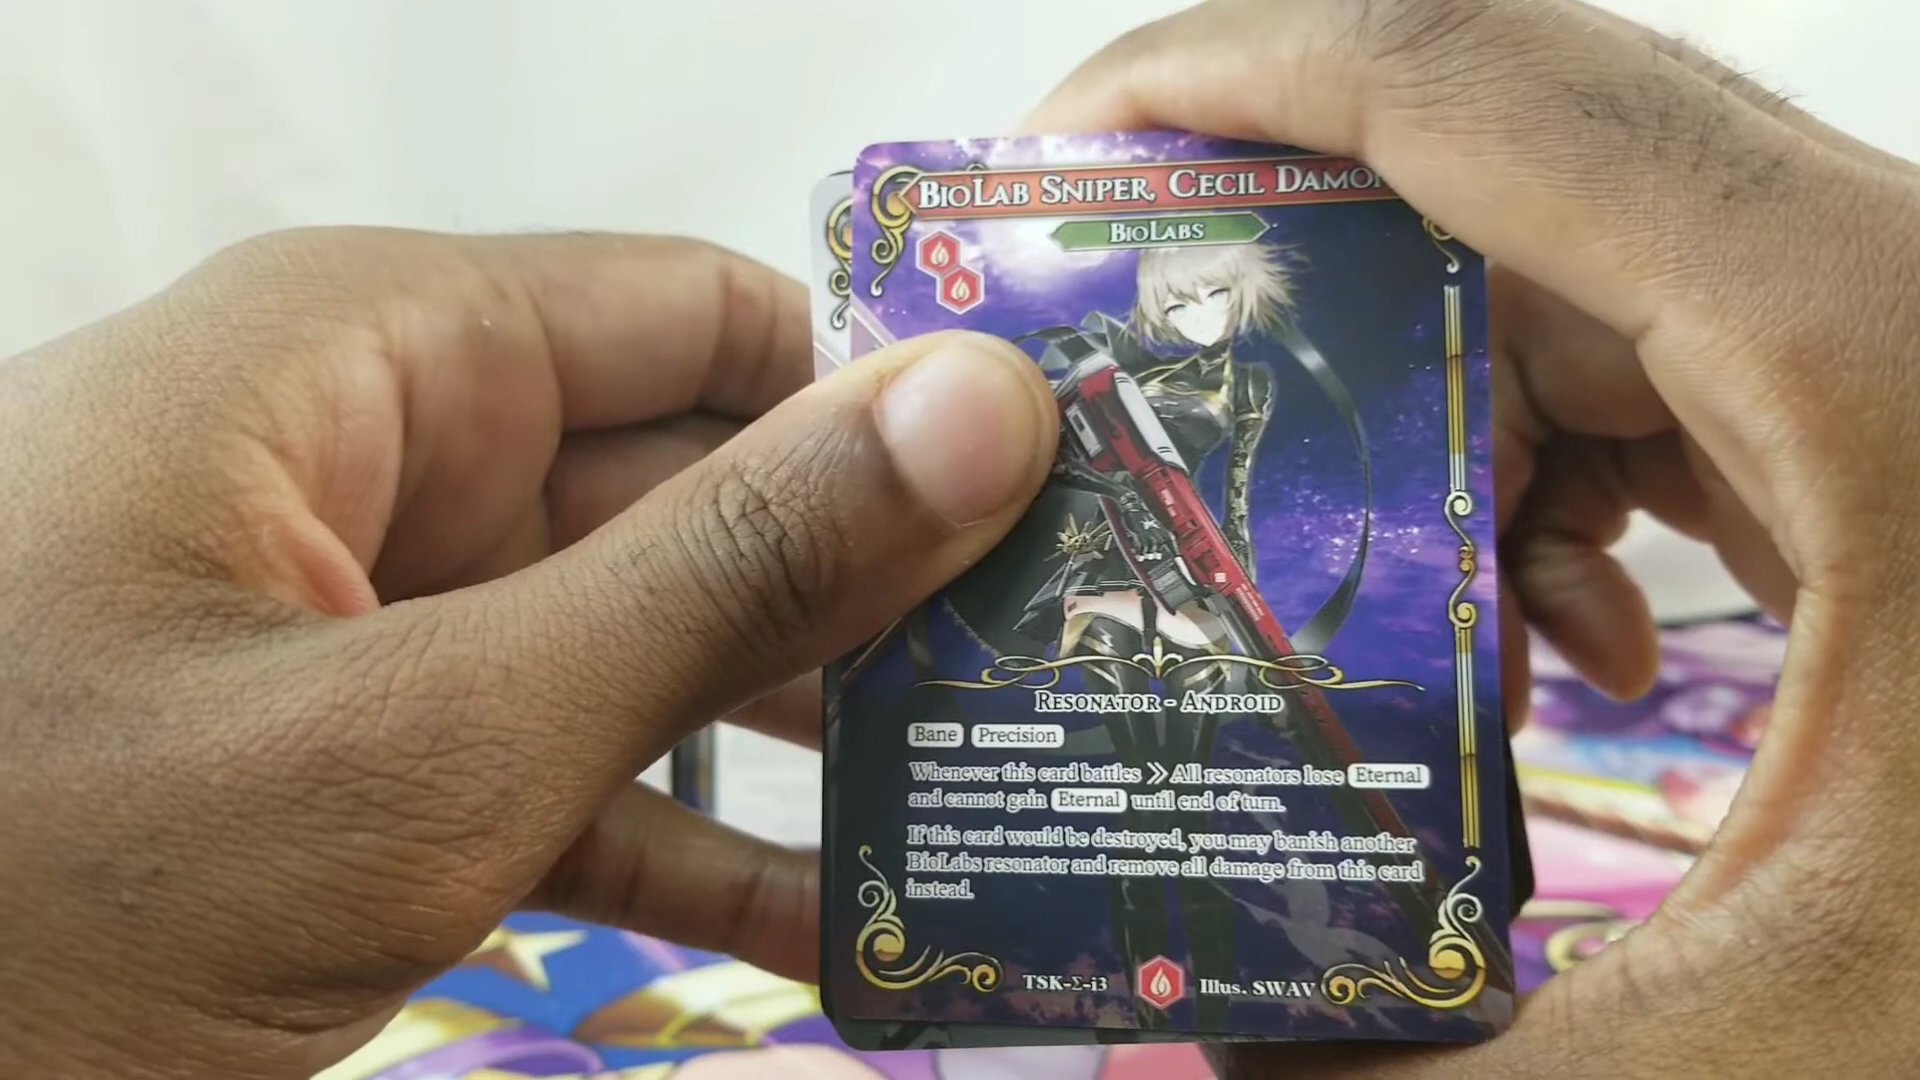 BioLab Sniper, Cecil
BioLabs
Resonator - Android
Bane Precision
Whenever this card battles ≫ All resonators lose Eternal
and cannot gain Eternal until end of turn.
If this card would be destroyed, you may banish another
BioLabs resonator and remove all damage from this card
instead.
TSK-Σ-i3 Illus. SWAV